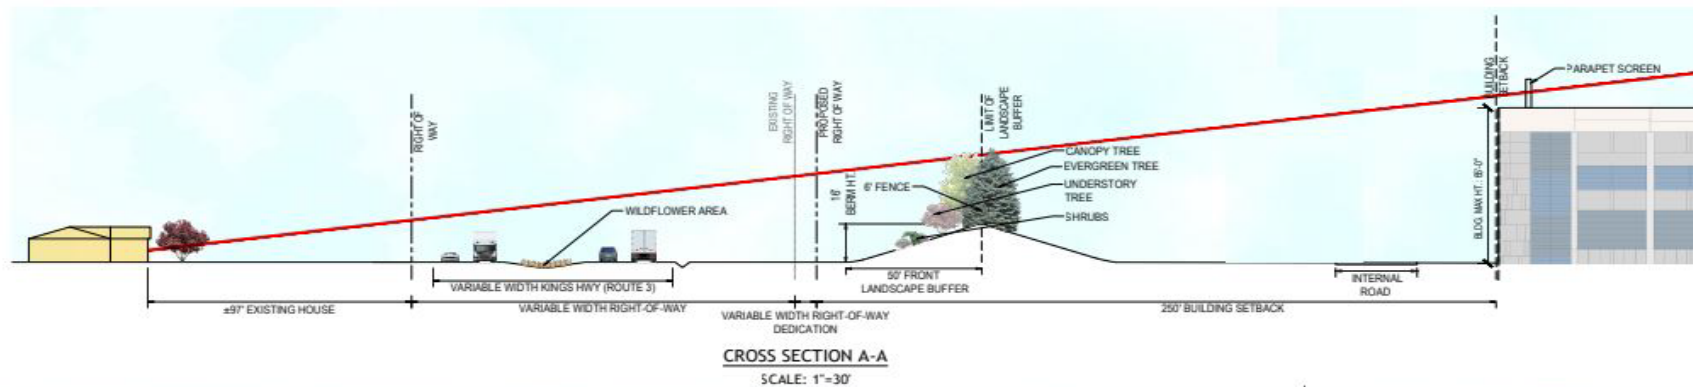 BUILDING
SETBACK
PARAPET SCREEN
RIGHT OF
WAY
EXISTING
RIGHT OF WAY
PROPOSED
RIGHT OF WAY
LIMIT OF
LANDSCAPE
BUFFER
CANOPY TREE
EVERGREEN TREE
6' FENCE
UNDERSTORY
TREE
16'
BERM HT.
SHRUBS
WILDFLOWER AREA
BLDG. MAX HT.: 65'-0"
50' FRONT
LANDSCAPE BUFFER
INTERNAL
ROAD
VARIABLE WIDTH KINGS HWY (ROUTE 3)
±97' EXISTING HOUSE
VARIABLE WIDTH RIGHT-OF-WAY
VARIABLE WIDTH RIGHT-OF-WAY
DEDICATION
250' BUILDING SETBACK
CROSS SECTION A-A
SCALE: 1"=30'